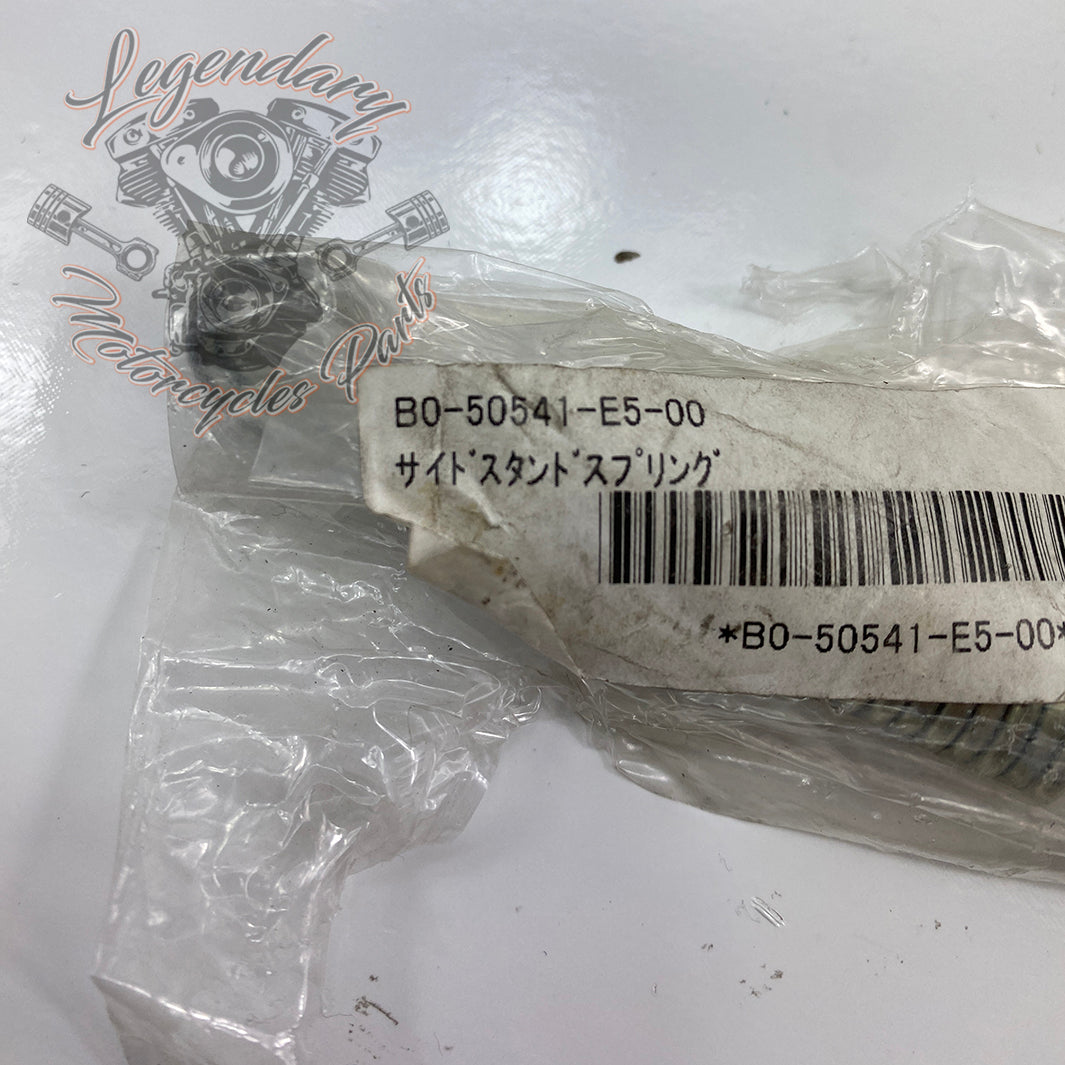 Legendary
Motorcycles Parts
B0-50541-E5-00
サイドスタンドスプリング
*B0-50541-E5-00*